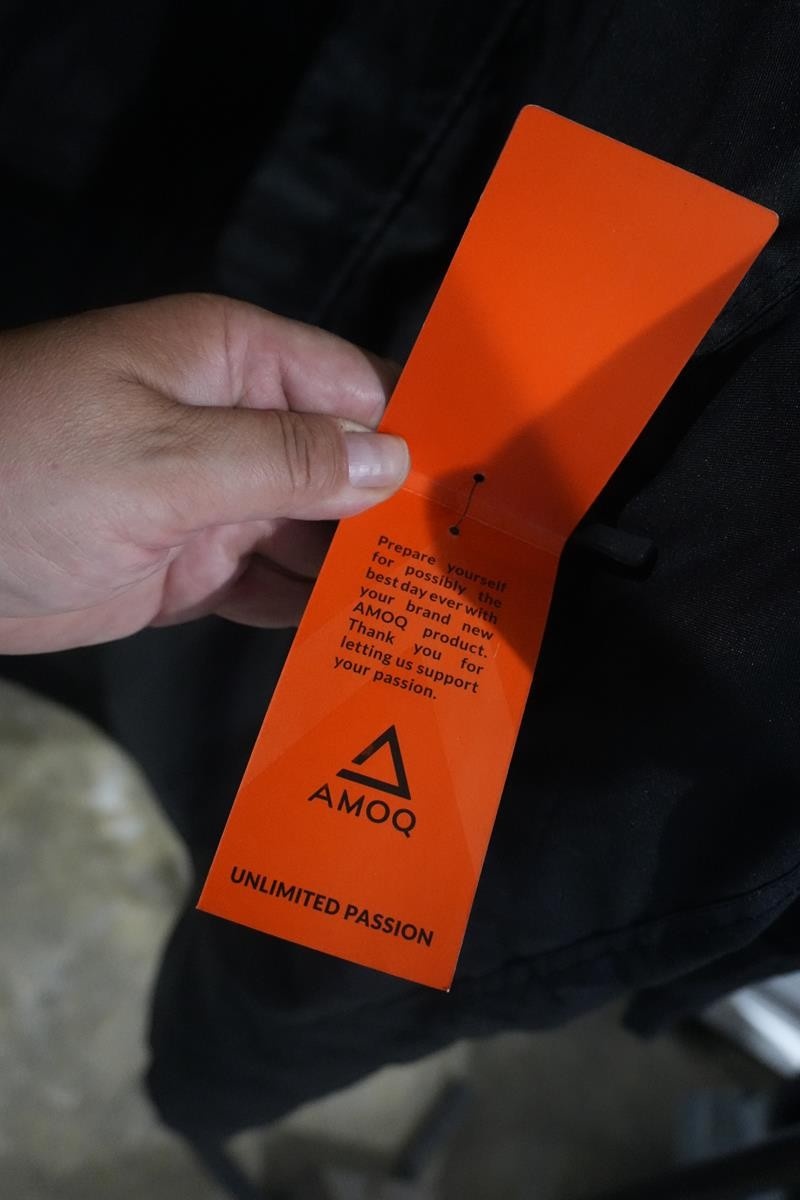 Prepare yourself
for possibly the
best day ever with
your brand new
AMOQ product.
Thank you for
letting us support
your passion.
AMOQ
UNLIMITED PASSION